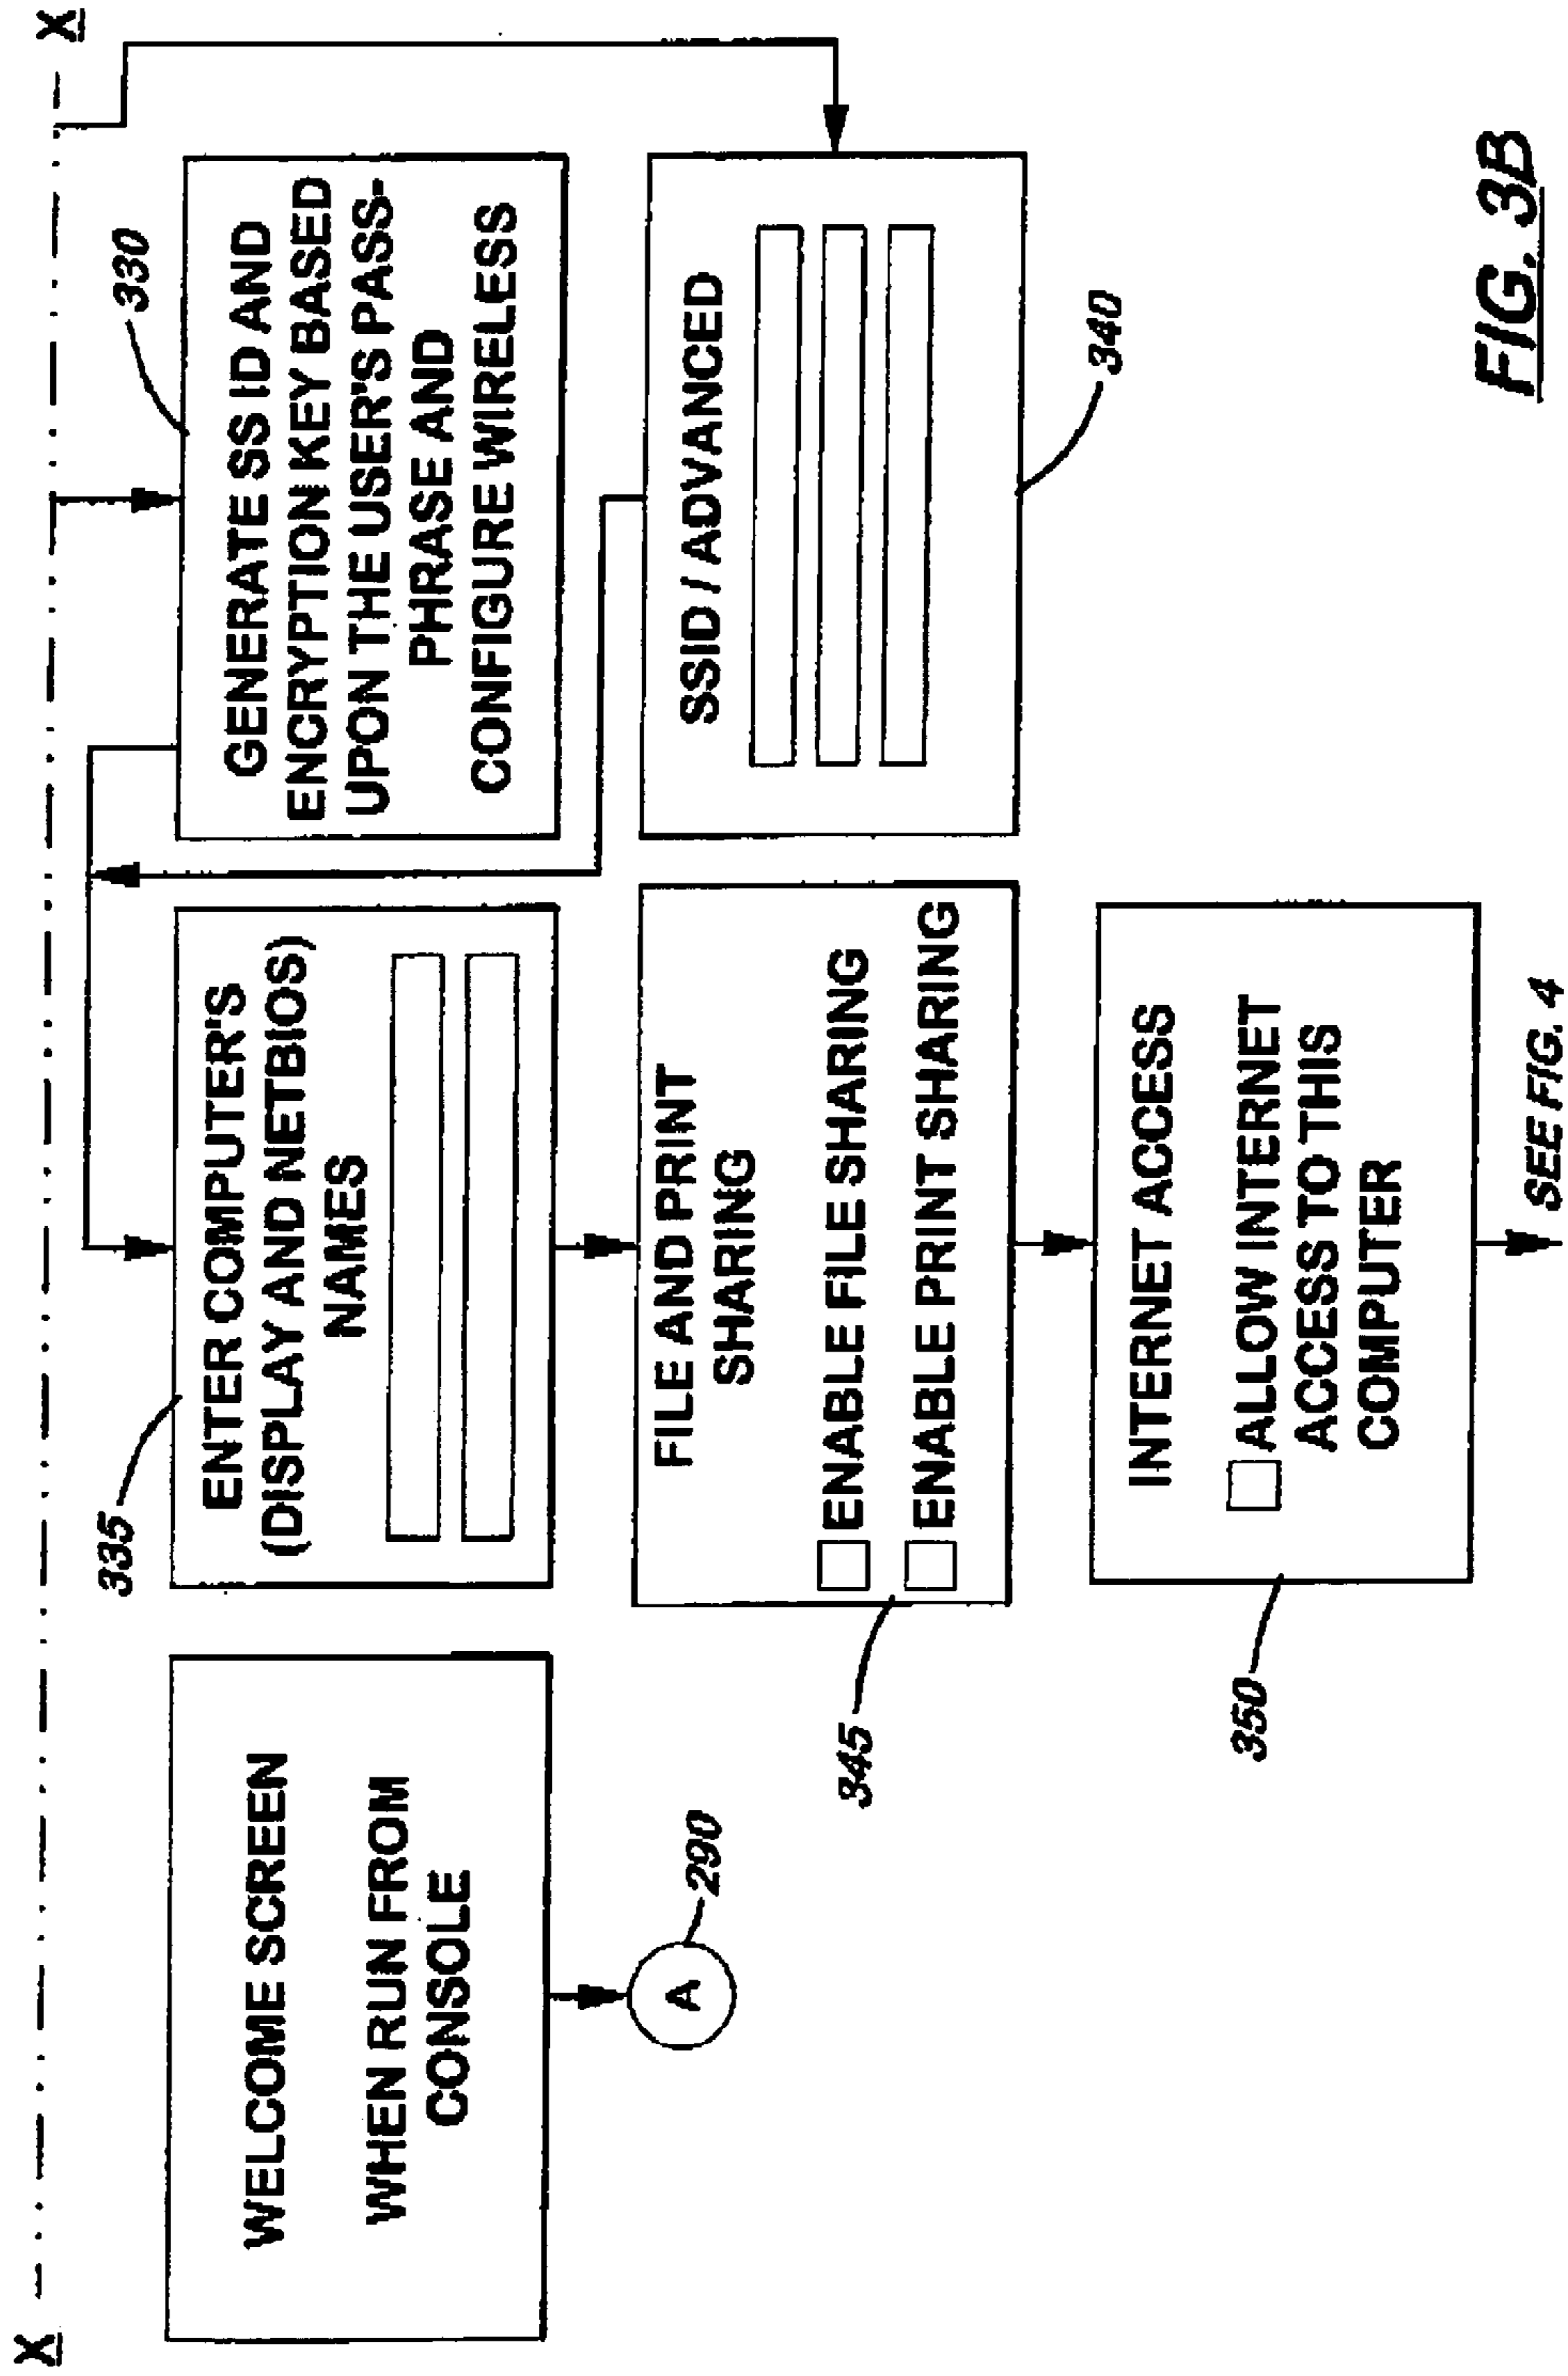 X
X
WELCOME SCREEN
WHEN RUN FROM
CONSOLE
A
290
335
ENTER COMPUTER'S
(DISPLAY AND NETBIOS)
NAMES
FILE AND PRINT
SHARING
ENABLE FILE SHARING
ENABLE PRINT SHARING
345
INTERNET ACCESS
ALLOW INTERNET
ACCESS TO THIS
COMPUTER
350
SEE FIG. 4
330
GENERATE SS ID AND
ENCRYPTION KEY BASED
UPON THE USER'S PASS-
PHRASE AND
CONFIGURE WIRELESS
SSID / ADVANCED
340
FIG. 3B